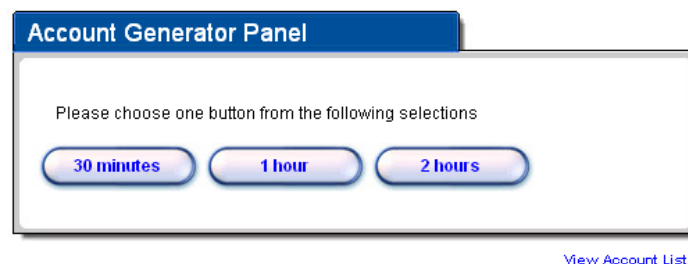 Account Generator Panel
Please choose one button from the following selections
30 minutes 1 hour 2 hours
View Account List